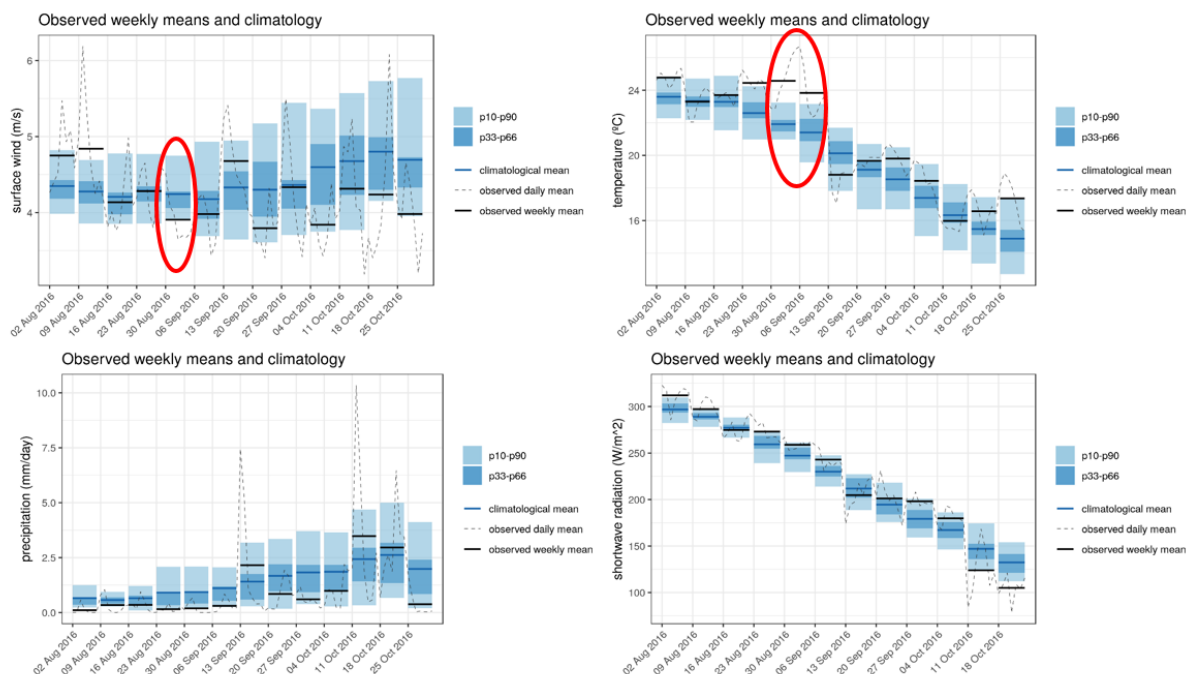 Observed weekly means and climatology
surface wind (m/s)
6
5
4
02 Aug 2016
09 Aug 2016
16 Aug 2016
23 Aug 2016
30 Aug 2016
06 Sep 2016
13 Sep 2016
20 Sep 2016
27 Sep 2016
04 Oct 2016
11 Oct 2016
18 Oct 2016
25 Oct 2016
p10-p90
p33-p66
climatological mean
observed daily mean
observed weekly mean
Observed weekly means and climatology
temperature (ºC)
24
20
16
02 Aug 2016
09 Aug 2016
16 Aug 2016
23 Aug 2016
30 Aug 2016
06 Sep 2016
13 Sep 2016
20 Sep 2016
27 Sep 2016
04 Oct 2016
11 Oct 2016
18 Oct 2016
25 Oct 2016
p10-p90
p33-p66
climatological mean
observed daily mean
observed weekly mean
Observed weekly means and climatology
precipitation (mm/day)
10.0
7.5
5.0
2.5
0.0
02 Aug 2016
09 Aug 2016
16 Aug 2016
23 Aug 2016
30 Aug 2016
06 Sep 2016
13 Sep 2016
20 Sep 2016
27 Sep 2016
04 Oct 2016
11 Oct 2016
18 Oct 2016
25 Oct 2016
p10-p90
p33-p66
climatological mean
observed daily mean
observed weekly mean
Observed weekly means and climatology
shortwave radiation (W/m^2)
300
250
200
150
100
02 Aug 2016
09 Aug 2016
16 Aug 2016
23 Aug 2016
30 Aug 2016
06 Sep 2016
13 Sep 2016
20 Sep 2016
27 Sep 2016
04 Oct 2016
11 Oct 2016
18 Oct 2016
p10-p90
p33-p66
climatological mean
observed daily mean
observed weekly mean